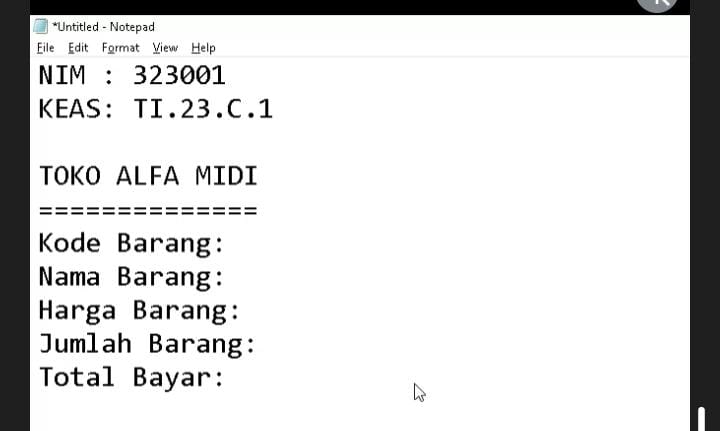 *Untitled - Notepad
File Edit Format View Help
NIM : 323001
KEAS: TI.23.C.1
TOKO ALFA MIDI
==============
Kode Barang:
Nama Barang:
Harga Barang:
Jumlah Barang:
Total Bayar: